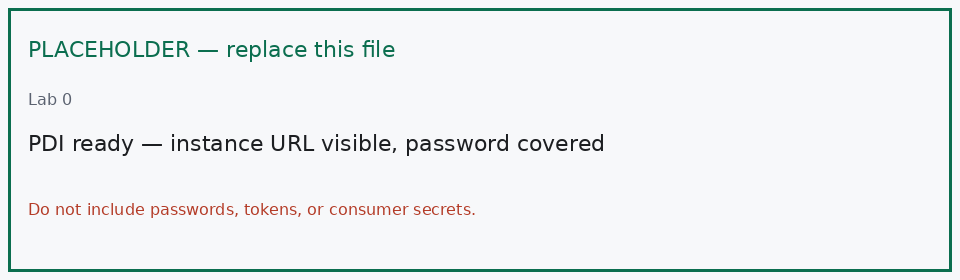 PLACEHOLDER — replace this file
Lab 0
PDI ready — instance URL visible, password covered
Do not include passwords, tokens, or consumer secrets.